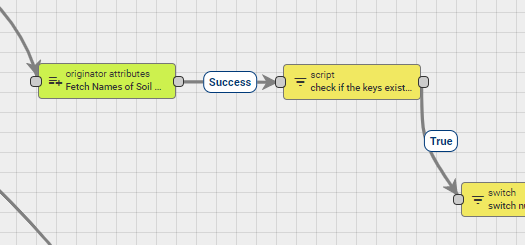 originator attributes
Fetch Names of Soil ...
Success
script
check if the keys exist...
True
switch
switch